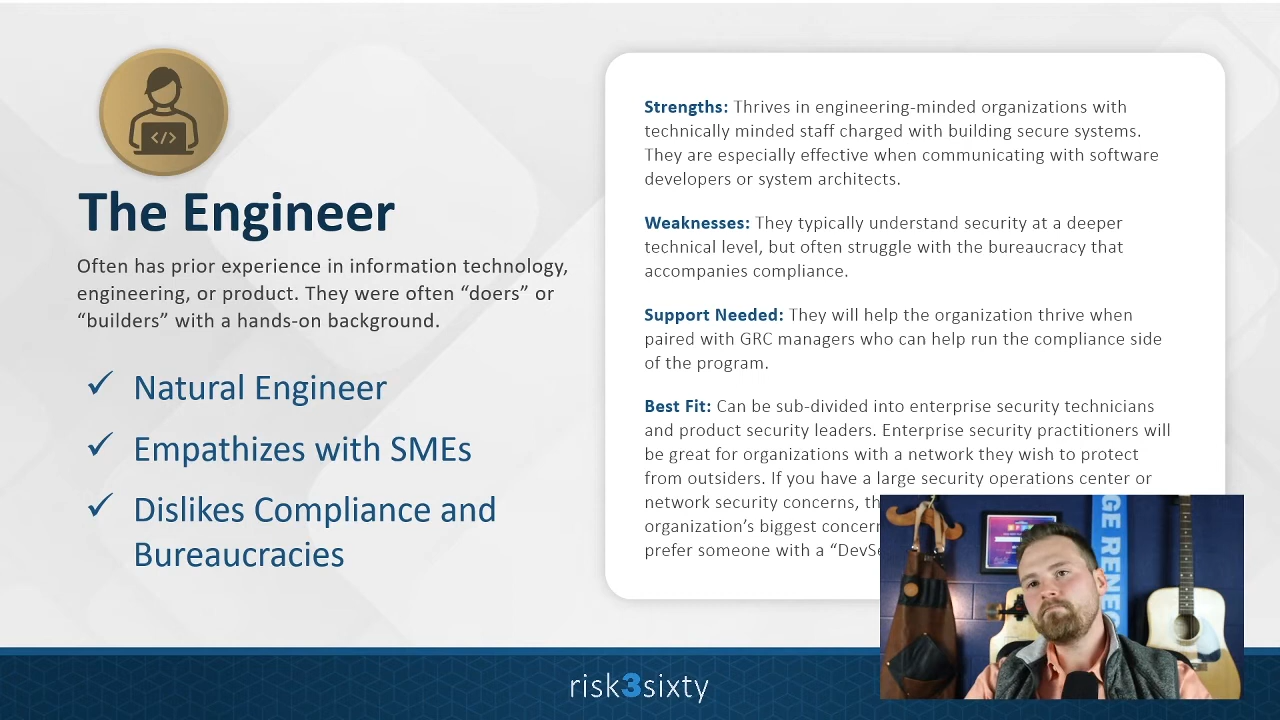 The Engineer
Often has prior experience in information technology,
engineering, or product. They were often “doers” or
“builders” with a hands-on background.
✓ Natural Engineer
✓ Empathizes with SMEs
✓ Dislikes Compliance and
Bureaucracies
Strengths: Thrives in engineering-minded organizations with
technically minded staff charged with building secure systems.
They are especially effective when communicating with software
developers or system architects.
Weaknesses: They typically understand security at a deeper
technical level, but often struggle with the bureaucracy that
accompanies compliance.
Support Needed: They will help the organization thrive when
paired with GRC managers who can help run the compliance side
of the program.
Best Fit: Can be sub-divided into enterprise security technicians
and product security leaders. Enterprise security practitioners will
be great for organizations with a network they wish to protect
from outsiders. If you have a large security operations center or
network security concerns, th
organization’s biggest concern
prefer someone with a “DevSe
</> 
GE RENE
risk3sixty